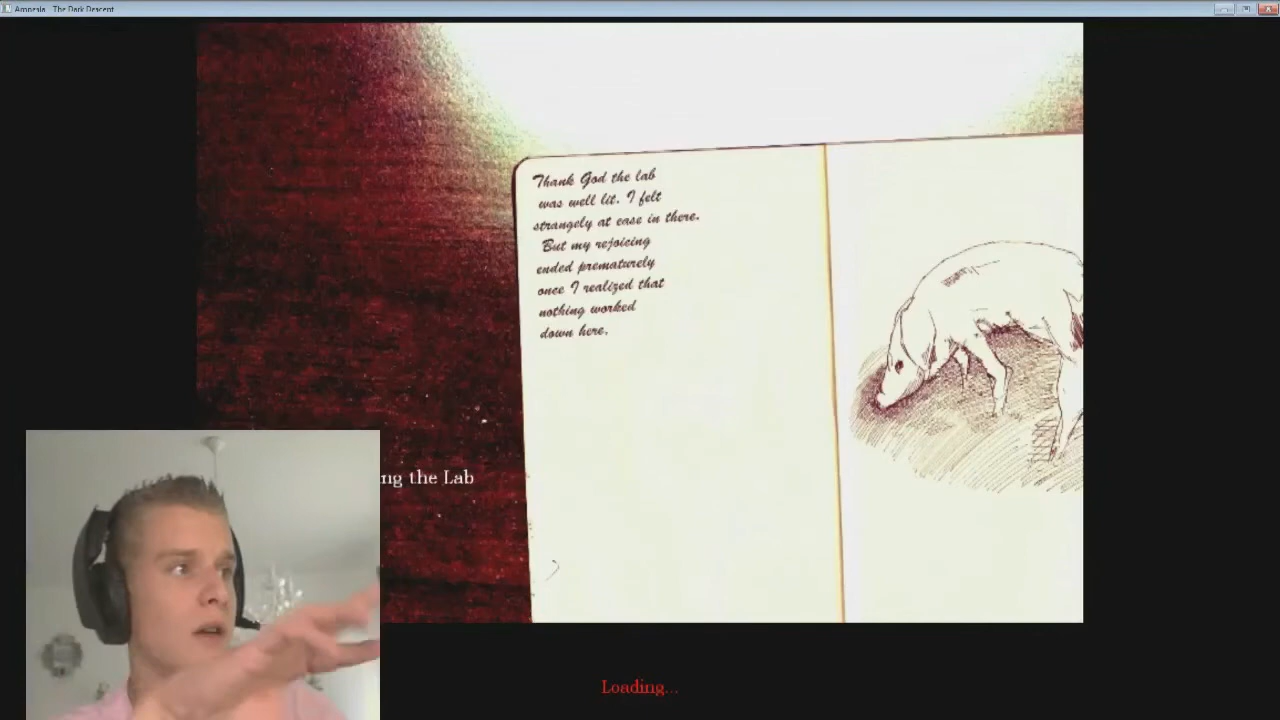 Amnesia - The Dark Descent
Thank God the lab
was well lit. I felt
strangely at ease in there.
But my rejoicing
ended prematurely
once I realized that
nothing worked
down here.
ng the Lab
Loading...